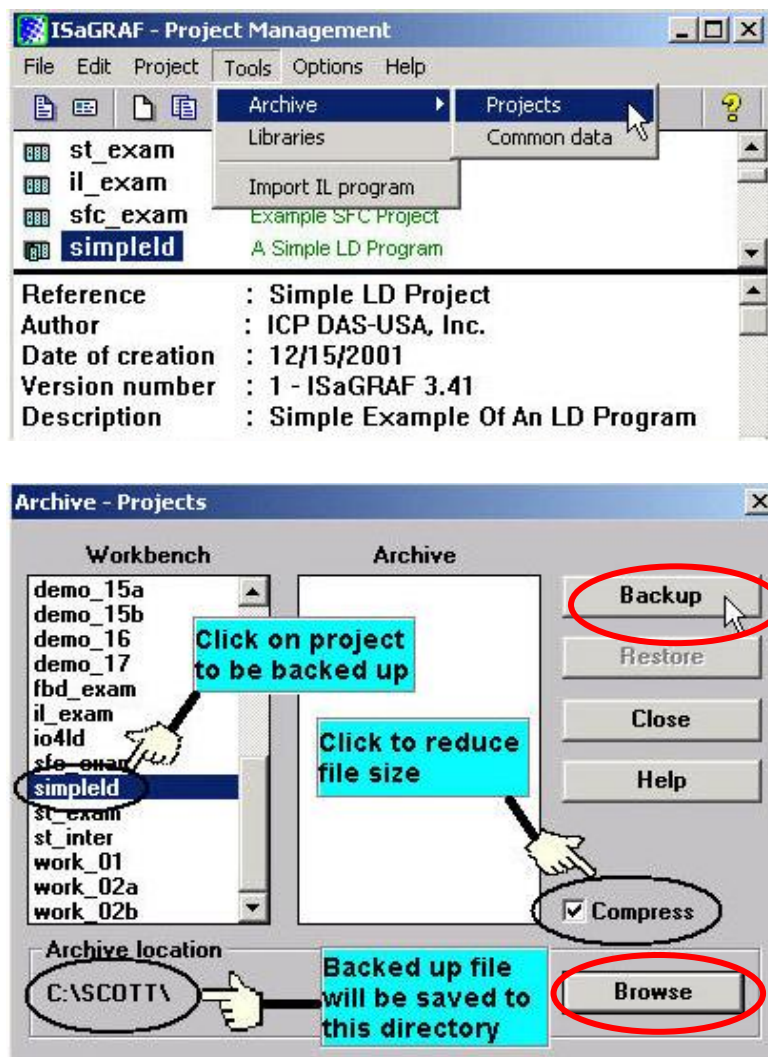 ISaGRAF - Project Management
File Edit Project Tools Options Help
Archive
Projects
Libraries
Common data
Import IL program
st_exam
il_exam
sfc_exam Example SFC Project
simpleld A Simple LD Program
Reference : Simple LD Project
Author : ICP DAS-USA, Inc.
Date of creation : 12/15/2001
Version number : 1 - ISaGRAF 3.41
Description : Simple Example Of An LD Program
Archive - Projects
Workbench
Archive
demo_15a
demo_15b
demo_16
demo_17
fbd_exam
il_exam
io4ld
sfc_exam
simpleld
st_exam
st_inter
work_01
work_02a
work_02b
Click on project
to be backed up
Click to reduce
file size
Backup
Restore
Close
Help
Compress
Archive location
C:\SCOTT\
Backed up file
will be saved to
this directory
Browse